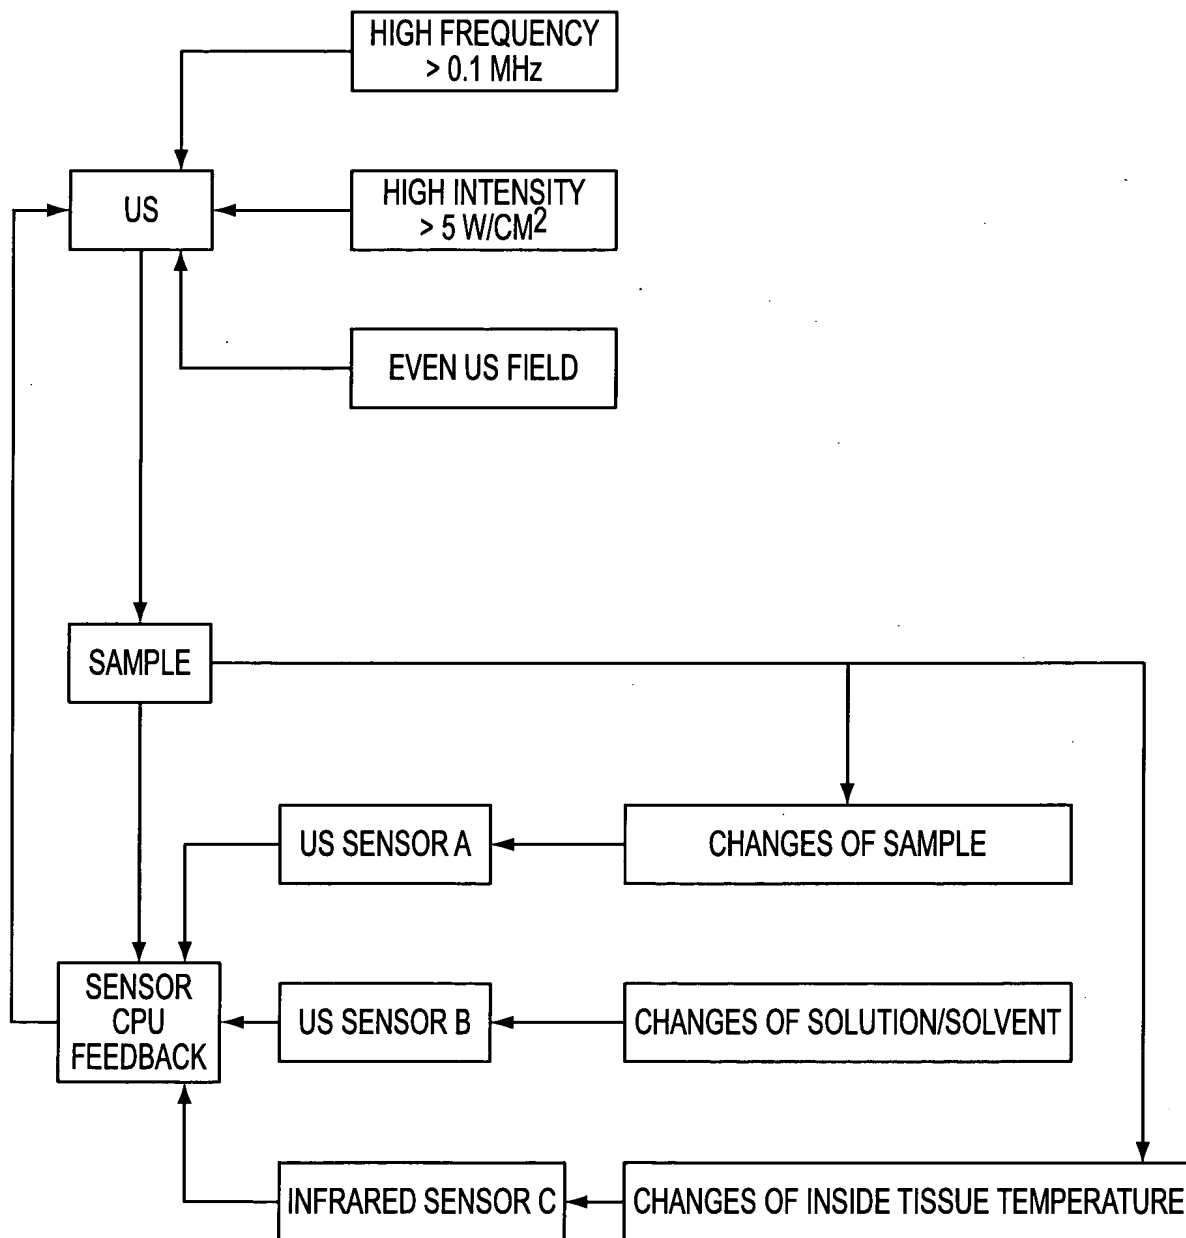 HIGH FREQUENCY
> 0.1 MHz
US
HIGH INTENSITY
> 5 W/CM²
EVEN US FIELD
SAMPLE
US SENSOR A
CHANGES OF SAMPLE
SENSOR
CPU
FEEDBACK
US SENSOR B
CHANGES OF SOLUTION/SOLVENT
INFRARED SENSOR C
CHANGES OF INSIDE TISSUE TEMPERATURE